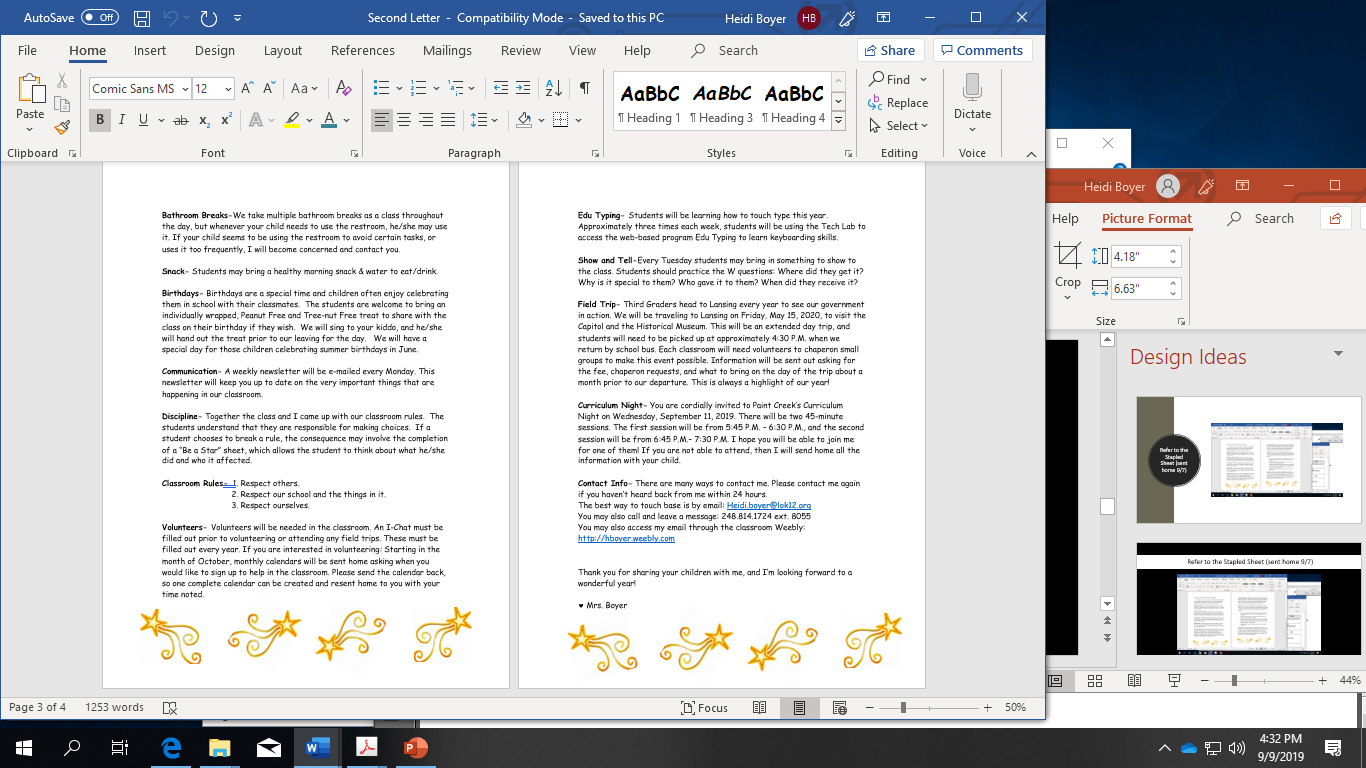 AutoSave Off Second Letter - Compatibility Mode - Saved to this PC Heidi Boyer HB
File Home Insert Design Layout References Mailings Review View Help Search Share Comments
Paste Comic Sans MS 12 A A Aa A
B I U ab x₂ x² A A
¶
AaBbC AaBbC AaBbC
¶ Heading 1 ¶ Heading 3 ¶ Heading 4
Find
Replace
Select
Dictate
Clipboard Font Paragraph Styles Editing Voice
Bathroom Breaks-We take multiple bathroom breaks as a class throughout
the day, but whenever your child needs to use the restroom, he/she may use
it. If your child seems to be using the restroom to avoid certain tasks, or
uses it too frequently, I will become concerned and contact you.
Snack- Students may bring a healthy morning snack & water to eat/drink.
Birthdays- Birthdays are a special time and children often enjoy celebrating
them in school with their classmates. The students are welcome to bring an
individually wrapped, Peanut Free and Tree-nut Free treat to share with the
class on their birthday if they wish. We will sing to your kiddo, and he/she
will hand out the treat prior to our leaving for the day. We will have a
special day for those children celebrating summer birthdays in June.
Communication- A weekly newsletter will be e-mailed every Monday. This
newsletter will keep you up to date on the very important things that are
happening in our classroom.
Discipline- Together the class and I came up with our classroom rules. The
students understand that they are responsible for making choices. If a
student chooses to break a rule, the consequence may involve the completion
of a "Be a Star" sheet, which allows the student to think about what he/she
did and who it affected.
Classroom Rules- 1. Respect others.
2. Respect our school and the things in it.
3. Respect ourselves.
Volunteers- Volunteers will be needed in the classroom. An I-Chat must be
filled out prior to volunteering or attending any field trips. These must be
filled out every year. If you are interested in volunteering: Starting in the
month of October, monthly calendars will be sent home asking when you
would like to sign up to help in the classroom. Please send the calendar back,
so one complete calendar can be created and resent home to you with your
time noted.
Edu Typing- Students will be learning how to touch type this year.
Approximately three times each week, students will be using the Tech Lab to
access the web-based program Edu Typing to learn keyboarding skills.
Show and Tell-Every Tuesday students may bring in something to show to
the class. Students should practice the W questions: Where did they get it?
Why is it special to them? Who gave it to them? When did they receive it?
Field Trip- Third Graders head to Lansing every year to see our government
in action. We will be traveling to Lansing on Friday, May 15, 2020, to visit the
Capitol and the Historical Museum. This will be an extended day trip, and
students will need to be picked up at approximately 4:30 P.M. when we
return by school bus. Each classroom will need volunteers to chaperon small
groups to make this event possible. Information will be sent out asking for
the fee, chaperon requests, and what to bring on the day of the trip about a
month prior to our departure. This is always a highlight of our year!
Curriculum Night- You are cordially invited to Paint Creek's Curriculum
Night on Wednesday, September 11, 2019. There will be two 45-minute
sessions. The first session will be from 5:45 P.M. – 6:30 P.M., and the second
session will be from 6:45 P.M.- 7:30 P.M. I hope you will be able to join me
for one of them! If you are not able to attend, then I will send home all the
information with your child.
Contact Info- There are many ways to contact me. Please contact me again
if you haven't heard back from me within 24 hours.
The best way to touch base is by email: Heidi.boyer@lok12.org
You may also call and leave a message: 248.814.1724 ext. 8055
You may also access my email through the classroom Weebly:
http://hboyer.weebly.com
Thank you for sharing your children with me, and I'm looking forward to a
wonderful year!
♥ Mrs. Boyer
Page 3 of 4 1253 words Focus 50%
Heidi Boyer
Help Picture Format Search
Crop
4.18"
6.63"
Size
Design Ideas
Refer to the
Stapled
Sheet (sent
home 9/7)
Refer to the Stapled Sheet (sent home 9/7)
44%
4:32 PM
9/9/2019